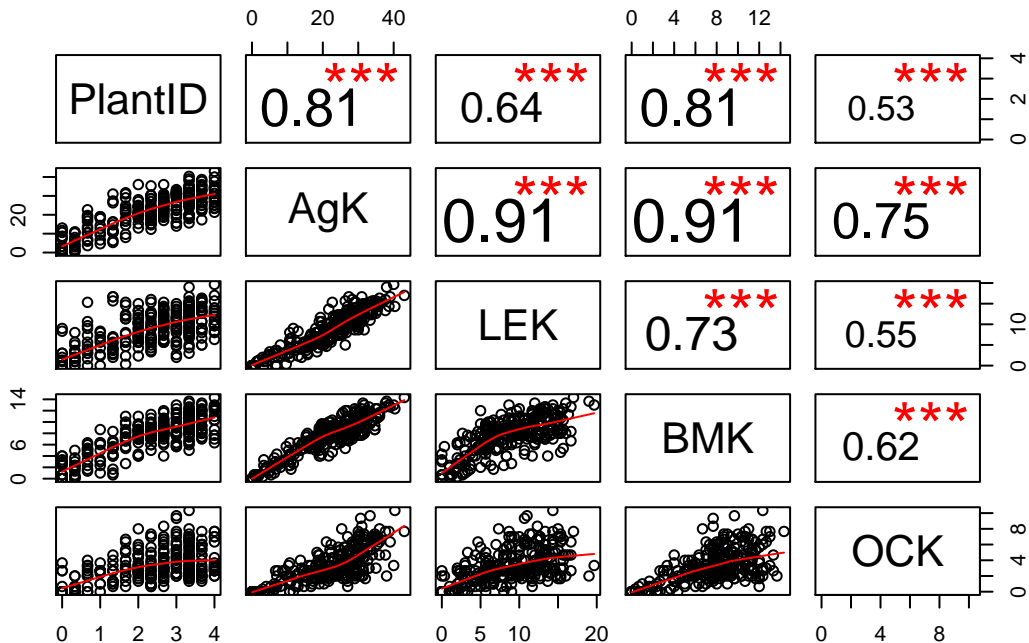 0 20 40 0 4 8 12
PlantID 0.81 *** 0.64 *** 0.81 *** 0.53 *** 0 2 4
0 20 AgK 0.91 *** 0.91 *** 0.75 ***
LEK 0.73 *** 0.55 *** 0 10
0 6 14 BMK 0.62 ***
OCK 0 4 8
0 1 2 3 4 0 5 10 15 20 0 4 8